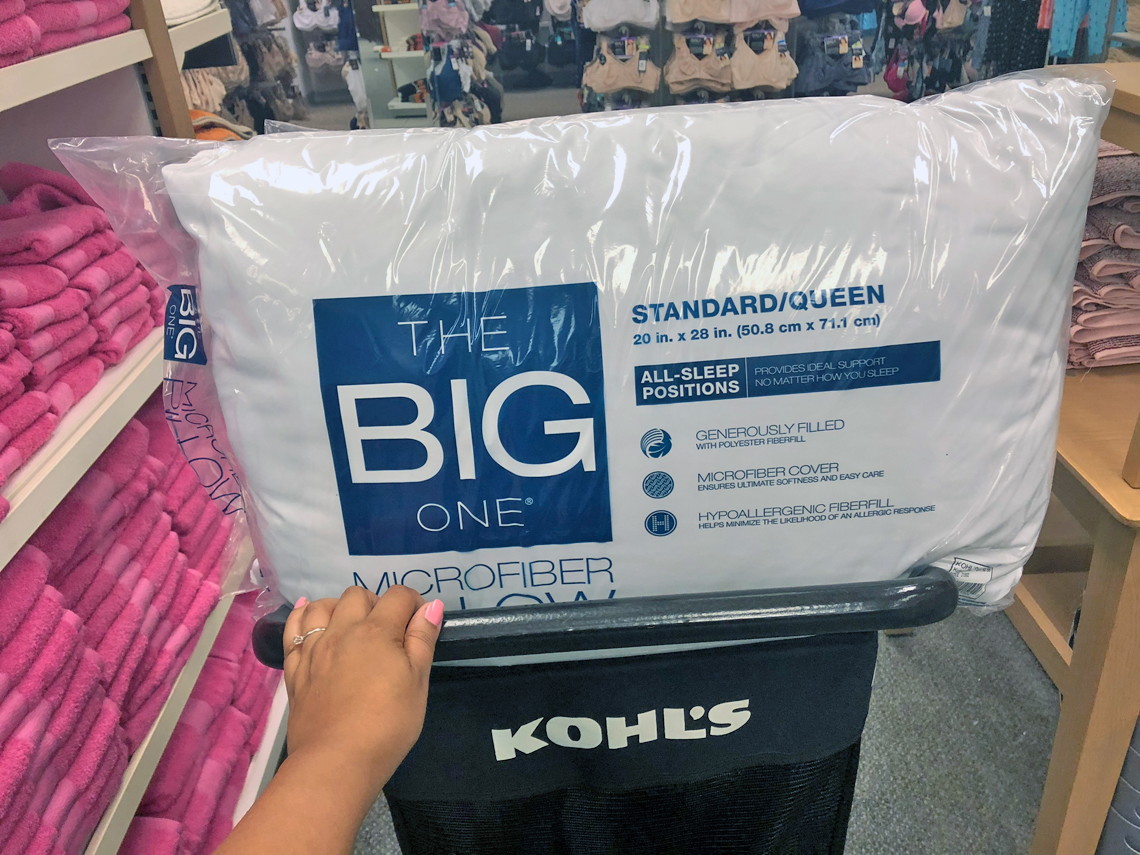 THE
BIG
ONE®
MICROFIBER
STANDARD/QUEEN
20 in. x 28 in. (50.8 cm x 71.1 cm)
ALL-SLEEP
POSITIONS
PROVIDES IDEAL SUPPORT
NO MATTER HOW YOU SLEEP
GENEROUSLY FILLED
WITH POLYESTER FIBERFILL
MICROFIBER COVER
ENSURES ULTIMATE SOFTNESS AND EASY CARE
H
HYPOALLERGENIC FIBERFILL
HELPS MINIMIZE THE LIKELIHOOD OF AN ALLERGIC RESPONSE
BIG
ONE
KOHL'S